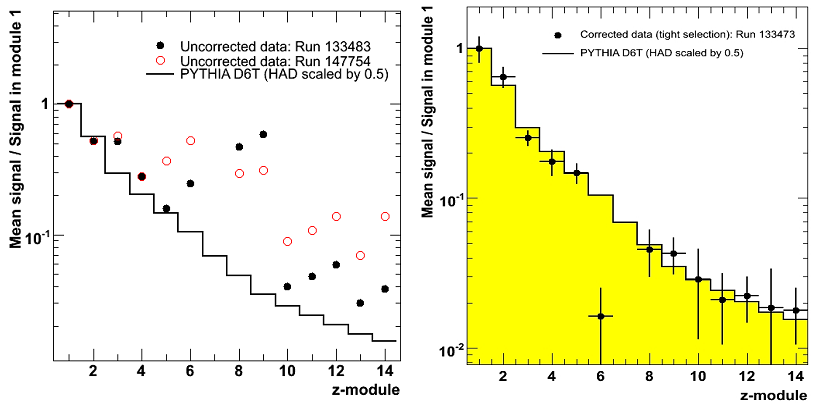 Mean signal / Signal in module 1
Uncorrected data: Run 133483
Uncorrected data: Run 147754
PYTHIA D6T (HAD scaled by 0.5)
1
10-1
2 4 6 8 10 12 14
z-module
Mean signal / Signal in module 1
Corrected data (tight selection): Run 133473
PYTHIA D6T (HAD scaled by 0.5)
1
10-1
10-2
2 4 6 8 10 12 14
z-module